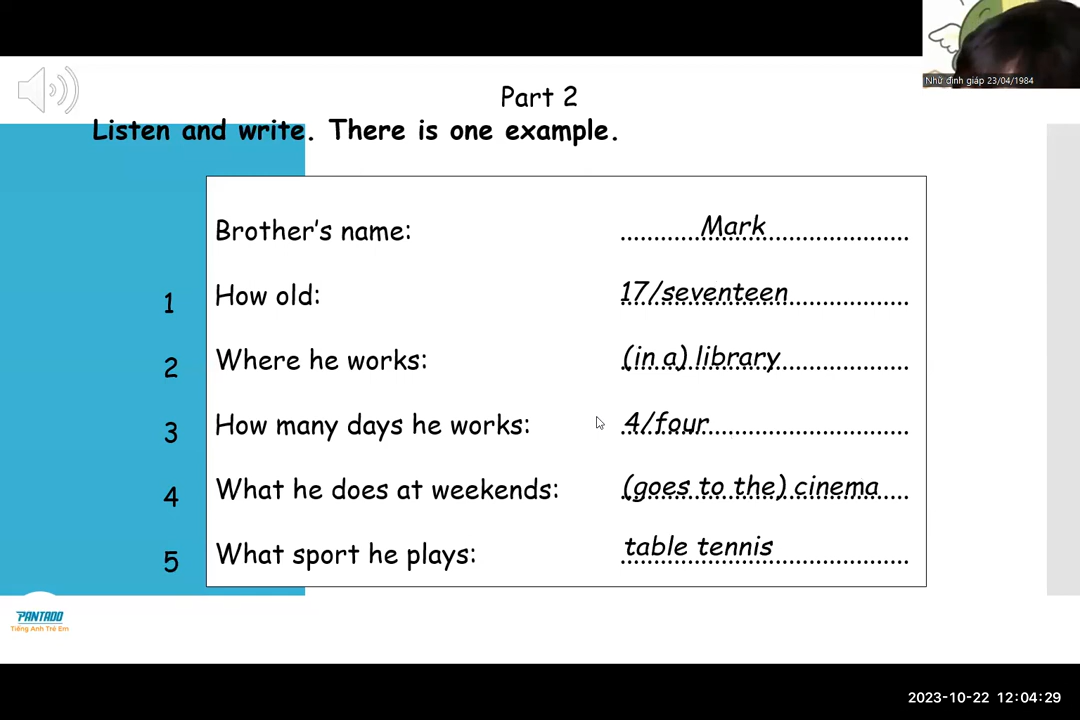 Nhữ đình giáp 23/04/1984
Part 2
Listen and write. There is one example.
Brother's name: Mark
1 How old: 17/seventeen
2 Where he works: (in a) library
3 How many days he works: 4/four
4 What he does at weekends: (goes to the) cinema
5 What sport he plays: table tennis
PANTADO
Tiếng Anh Trẻ Em
2023-10-22 12:04:29